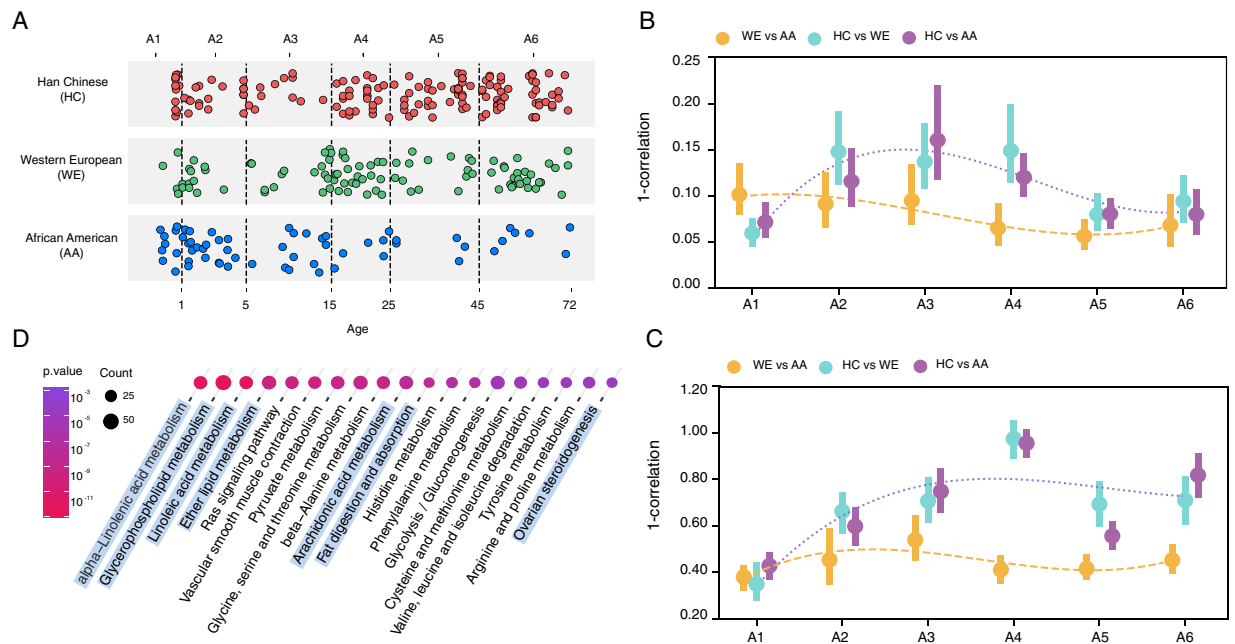 A
A1 A2 A3 A4 A5 A6
Han Chinese
(HC)
Western European
(WE)
African American
(AA)
1 5 15 25 45 72
Age
B
WE vs AA HC vs WE HC vs AA
0.25
0.20
0.15
0.10
0.05
0.00
1-correlation
A1 A2 A3 A4 A5 A6
D
p.value
10⁻³
10⁻⁵
10⁻⁷
10⁻⁹
10⁻¹¹
Count
25
50
alpha−Linolenic acid metabolism
Glycerophospholipid metabolism
Linoleic acid metabolism
Ether lipid metabolism
Ras signaling pathway
Vascular smooth muscle contraction
Pyruvate metabolism
Glycine, serine and threonine metabolism
beta−Alanine metabolism
Arachidonic acid metabolism
Fat digestion and absorption
Histidine metabolism
Phenylalanine metabolism
Glycolysis / Gluconeogenesis
Cysteine and methionine metabolism
Valine, leucine and isoleucine degradation
Tyrosine metabolism
Arginine and proline metabolism
Ovarian steroidogenesis
C
WE vs AA HC vs WE HC vs AA
1.20
1.00
0.80
0.60
0.40
0.20
1-correlation
A1 A2 A3 A4 A5 A6